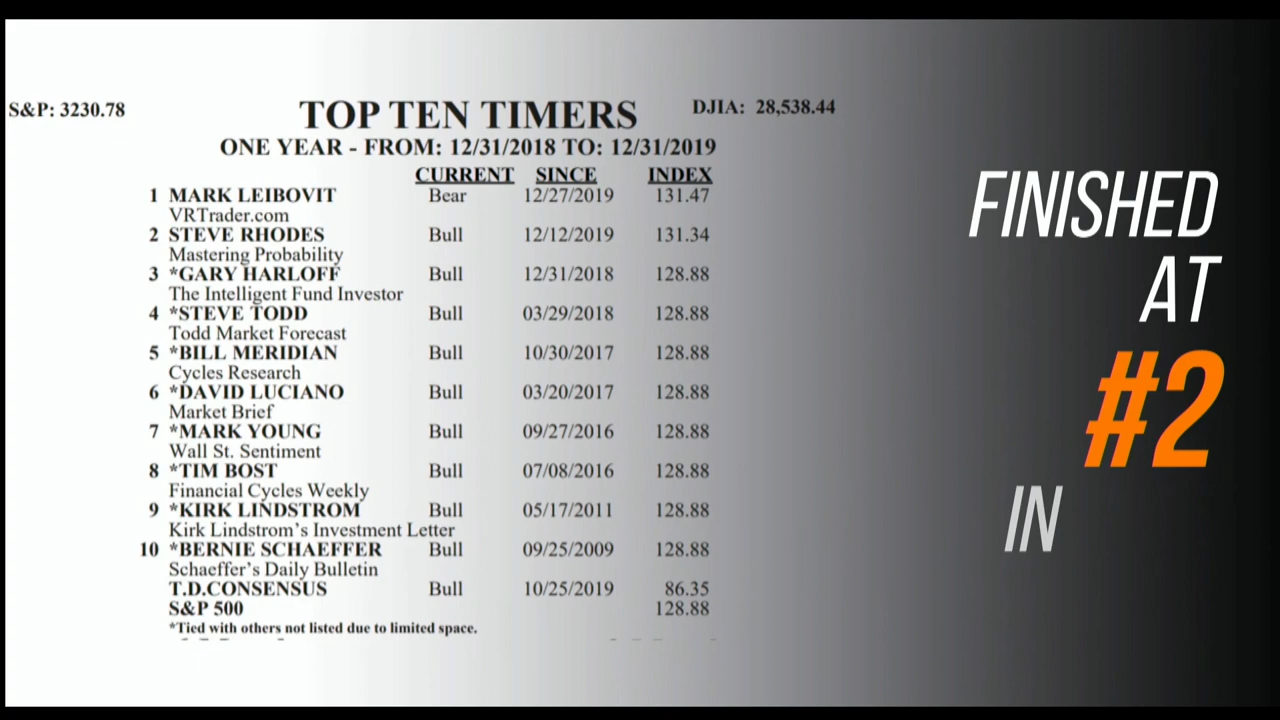 S&P: 3230.78
TOP TEN TIMERS
DJIA: 28,538.44
ONE YEAR - FROM: 12/31/2018 TO: 12/31/2019
CURRENT SINCE INDEX
1 MARK LEIBOVIT Bear 12/27/2019 131.47
VRTrader.com
2 STEVE RHODES Bull 12/12/2019 131.34
Mastering Probability
3 *GARY HARLOFF Bull 12/31/2018 128.88
The Intelligent Fund Investor
4 *STEVE TODD Bull 03/29/2018 128.88
Todd Market Forecast
5 *BILL MERIDIAN Bull 10/30/2017 128.88
Cycles Research
6 *DAVID LUCIANO Bull 03/20/2017 128.88
Market Brief
7 *MARK YOUNG Bull 09/27/2016 128.88
Wall St. Sentiment
8 *TIM BOST Bull 07/08/2016 128.88
Financial Cycles Weekly
9 *KIRK LINDSTROM Bull 05/17/2011 128.88
Kirk Lindstrom's Investment Letter
10 *BERNIE SCHAEFFER Bull 09/25/2009 128.88
Schaeffer's Daily Bulletin
T.D.CONSENSUS Bull 10/25/2019 86.35
S&P 500 128.88
*Tied with others not listed due to limited space.
FINISHED
AT
#2
IN